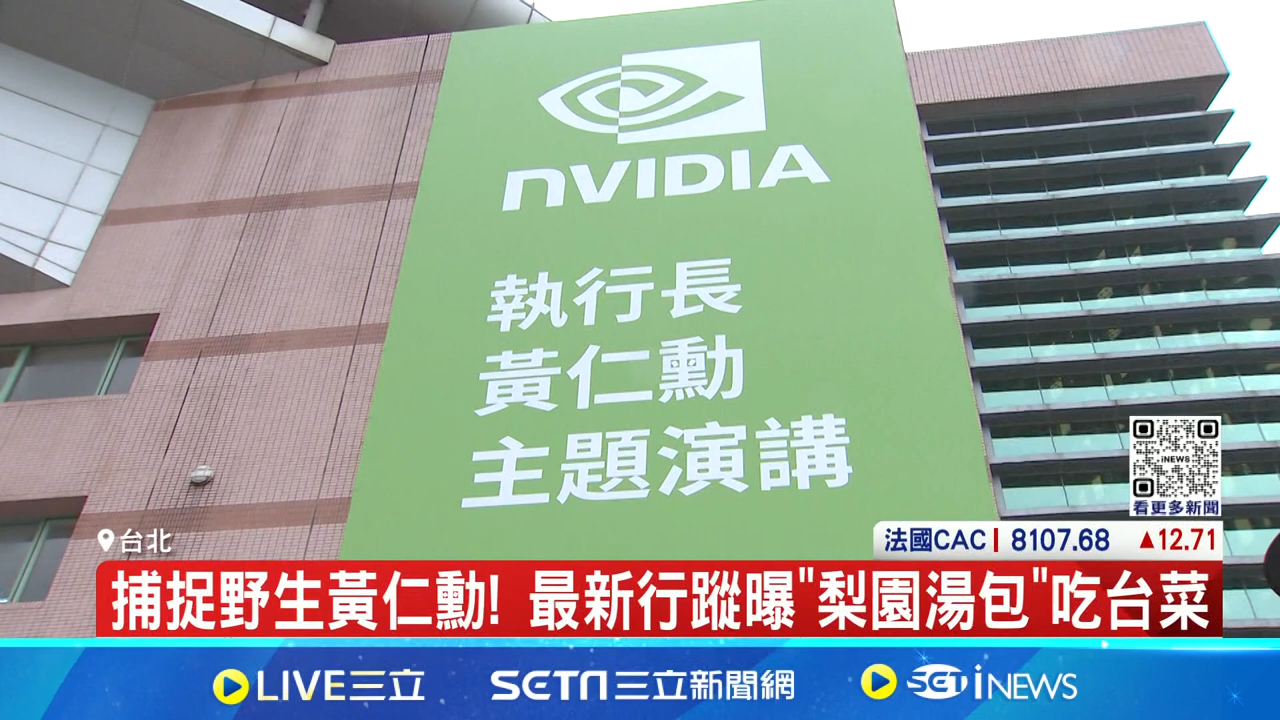 NVIDIA
執行長
黃仁勳
主題演講
iNEWS
看更多新聞
台北
法國CAC 8107.68 ▲12.71
捕捉野生黃仁勳! 最新行蹤曝"梨園湯包"吃台菜
LIVE三立 SETN三立新聞網 SETiNEWS